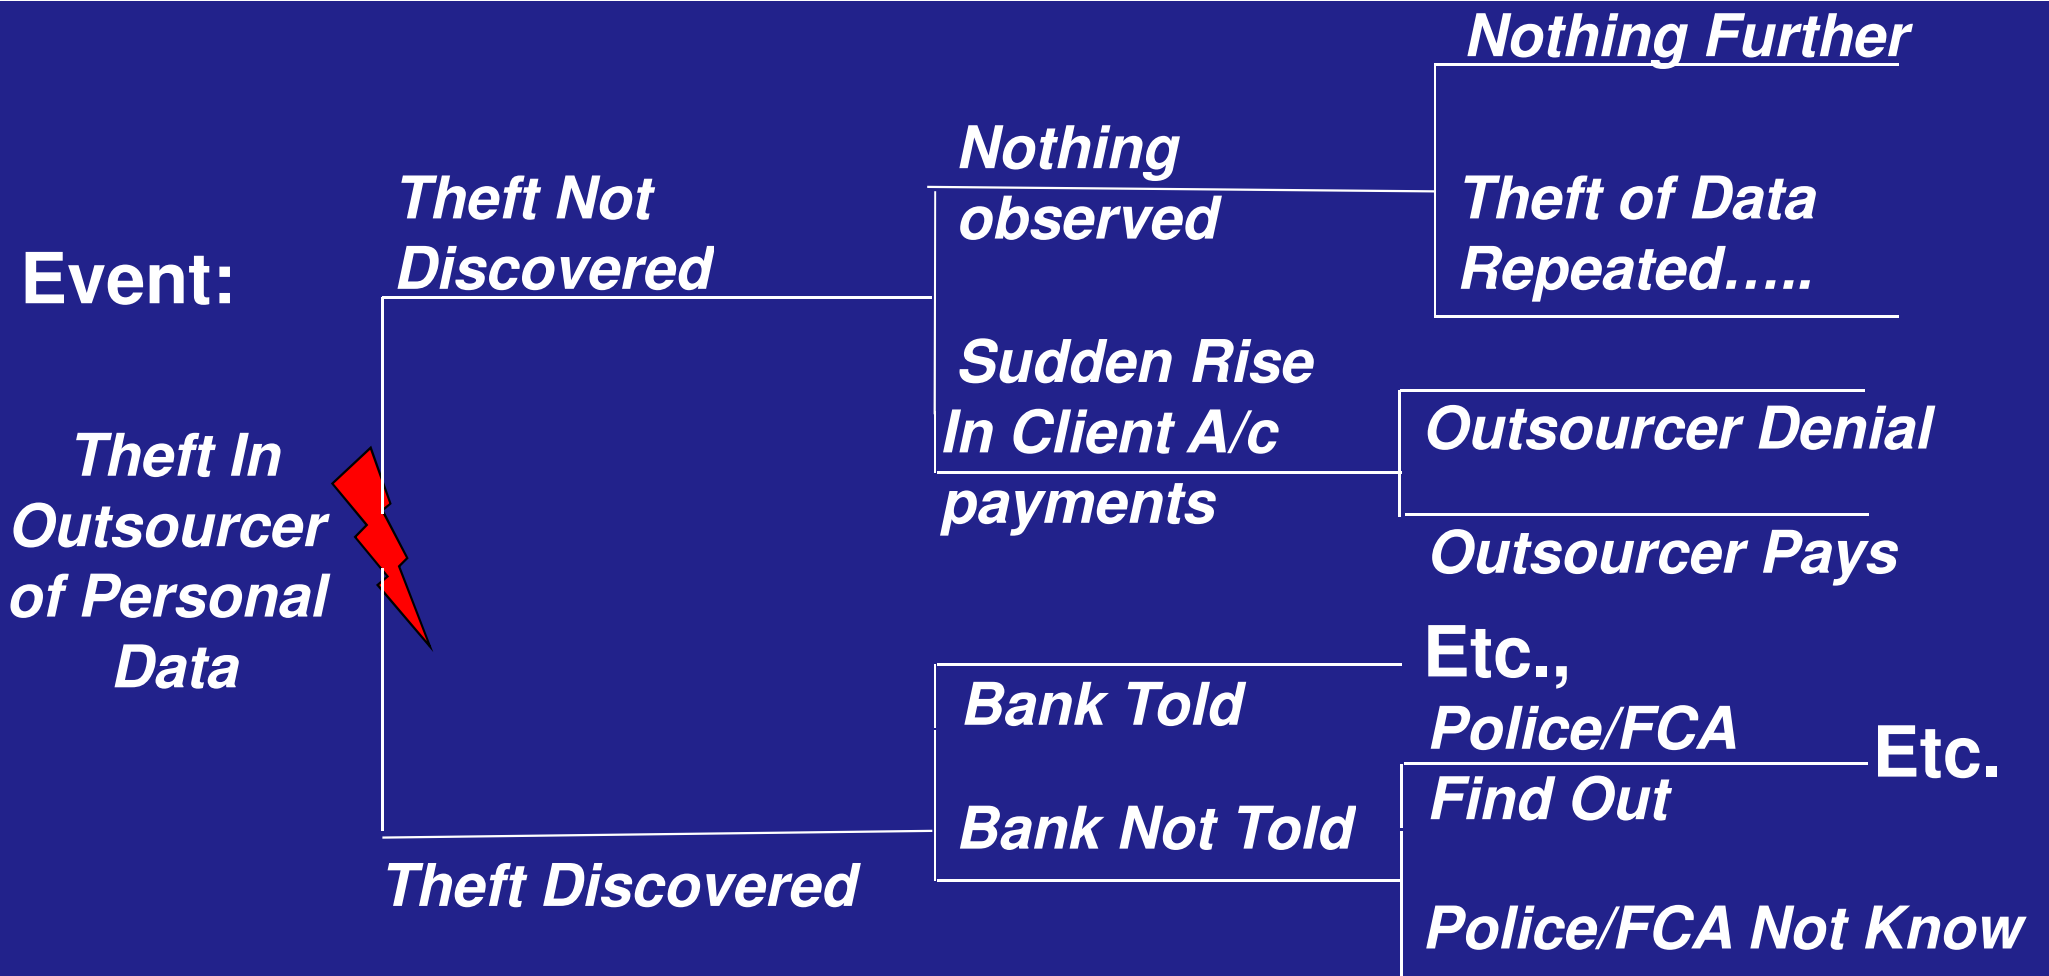 Event:
Theft In
Outsourcer
of Personal
Data
Theft Not
Discovered
Nothing
observed
Nothing Further
Theft of Data
Repeated…..
Sudden Rise
In Client A/c
payments
Outsourcer Denial
Outsourcer Pays
Theft Discovered
Bank Told
Etc.,
Bank Not Told
Police/FCA
Find Out
Etc.
Police/FCA Not Know